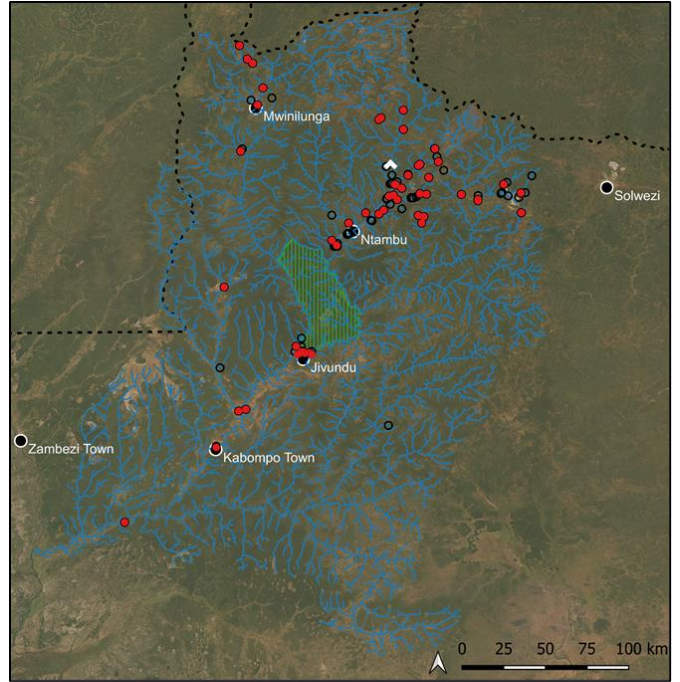 Mwinilunga
Solwezi
Ntambu
Jivundu
Zambezi Town
Kabompo Town
0 25 50 75 100 km